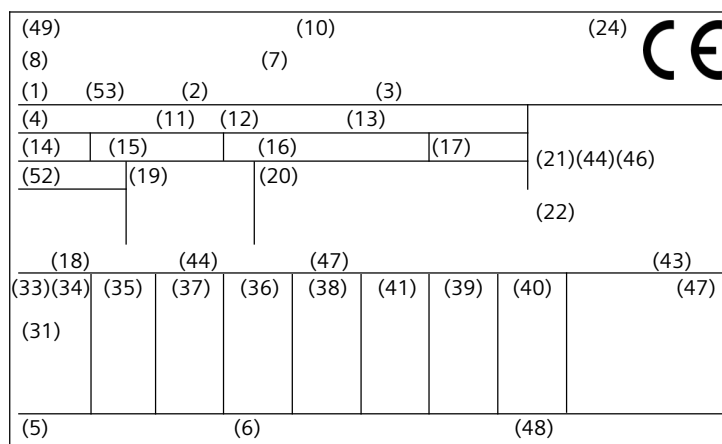 (49) (10) (24) CE
(8) (7)
(1) (53) (2) (3)
(4) (11) (12) (13)
(14) (15) (16) (17)
(21)(44)(46)
(52) (19) (20)
(22)
(18) (44) (47) (43)
(33)(34) (35) (37) (36) (38) (41) (39) (40) (47)
(31)
(5) (6) (48)